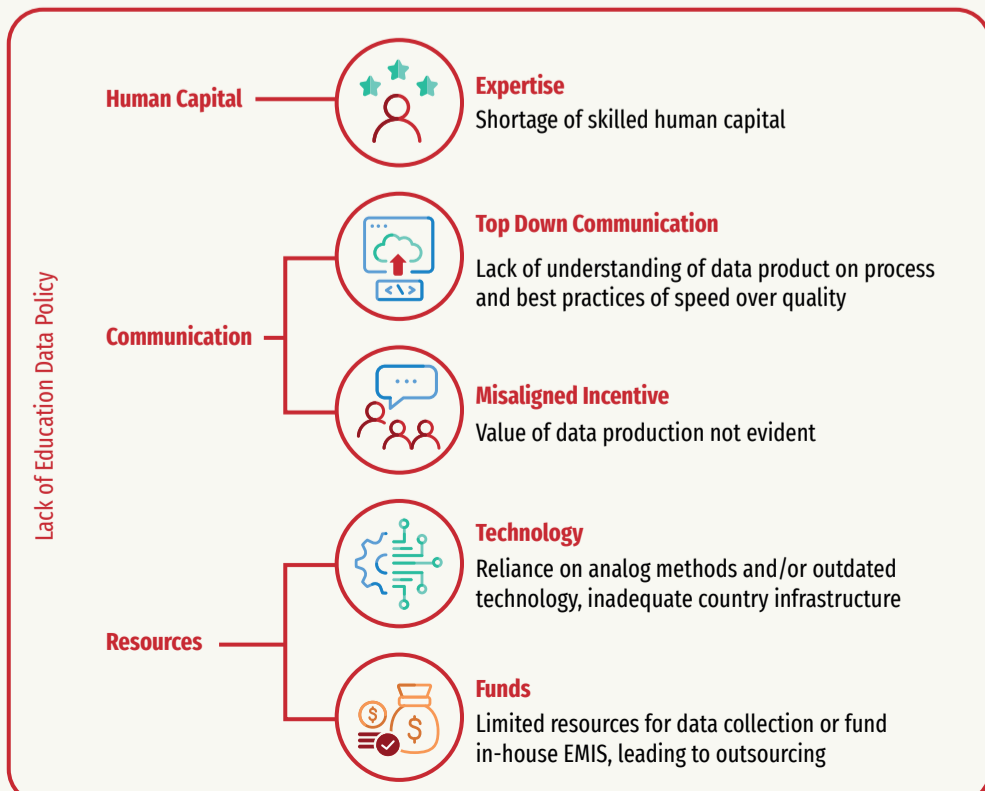 Lack of Education Data Policy
Human Capital
Expertise
Shortage of skilled human capital
Communication
Top Down Communication
Lack of understanding of data product on process
and best practices of speed over quality
Misaligned Incentive
Value of data production not evident
Resources
Technology
Reliance on analog methods and/or outdated
technology, inadequate country infrastructure
Funds
Limited resources for data collection or fund
in-house EMIS, leading to outsourcing